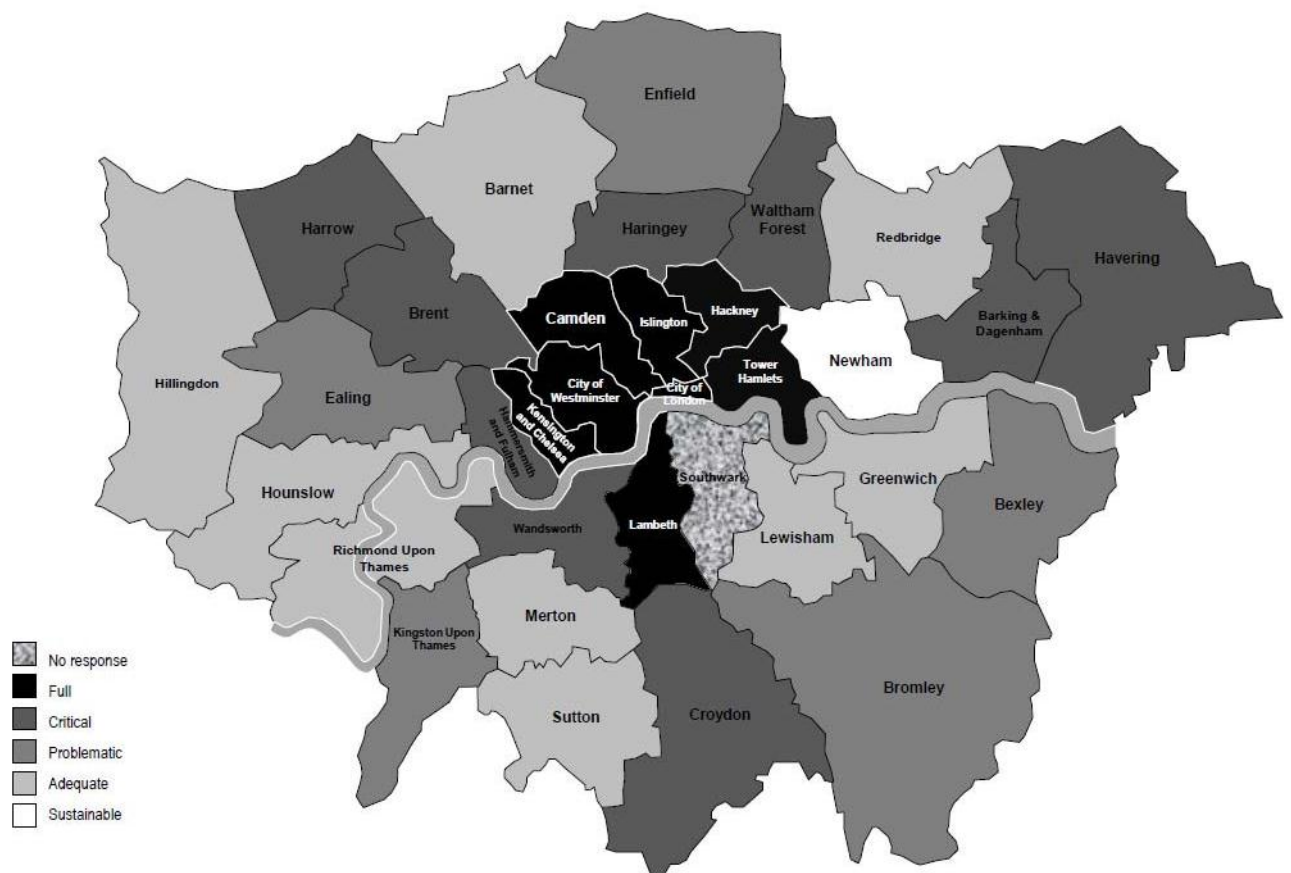 Enfield
Barnet
Harrow
Haringey
Waltham
Forest
Redbridge
Havering
Brent
Camden
Islington
Hackney
Barking &
Dagenham
Hillingdon
Ealing
City of
Westminster
City of
London
Tower
Hamlets
Newham
Kensington
and Chelsea
Hammersmith
and Fulham
Hounslow
Southwark
Greenwich
Bexley
Richmond Upon
Thames
Wandsworth
Lambeth
Lewisham
Merton
Kingston Upon
Thames
Sutton
Croydon
Bromley
No response
Full
Critical
Problematic
Adequate
Sustainable